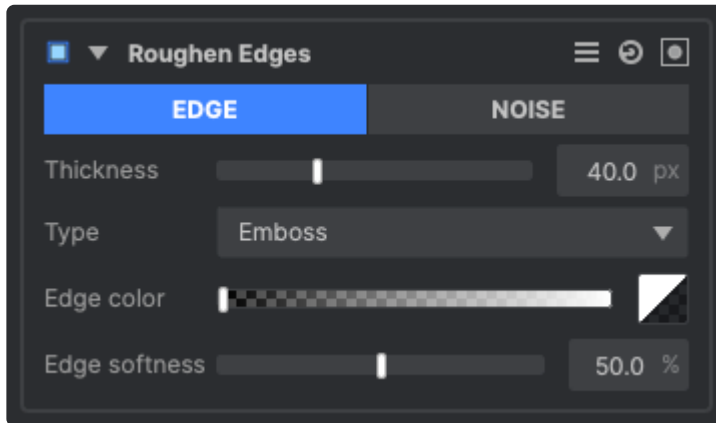 Roughen Edges
EDGE NOISE
Thickness 40.0 px
Type Emboss
Edge color
Edge softness 50.0 %